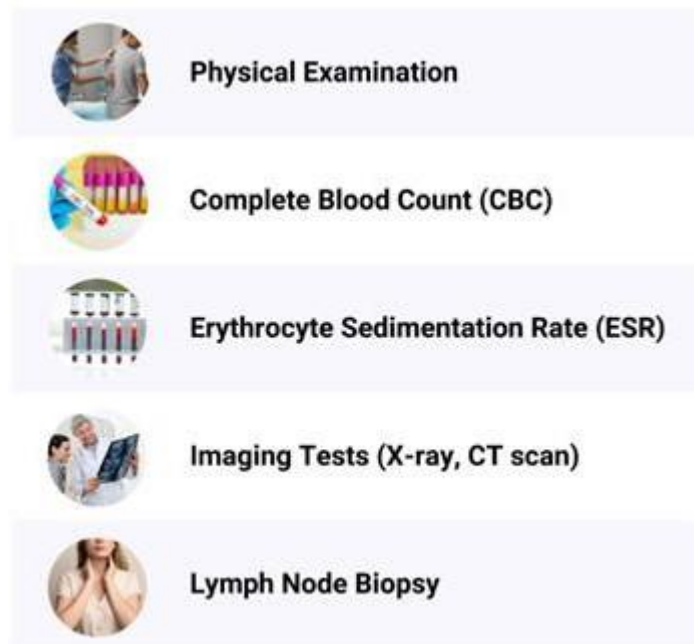 Physical Examination
Complete Blood Count (CBC)
Erythrocyte Sedimentation Rate (ESR)
Imaging Tests (X-ray, CT scan)
Lymph Node Biopsy